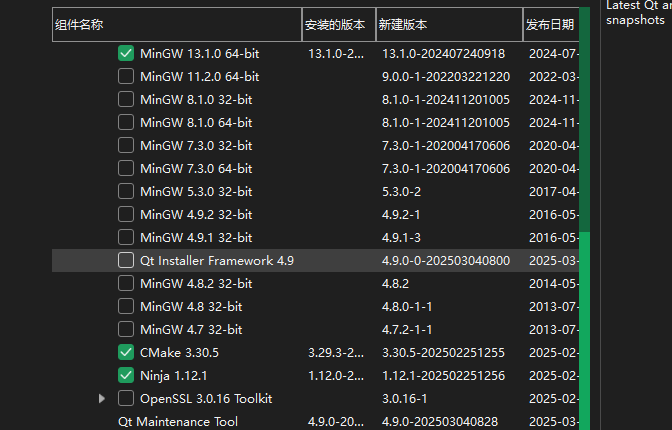 Latest Qt an
snapshots
组件名称 安装的版本 新建版本 发布日期
MinGW 13.1.0 64-bit 13.1.0-2... 13.1.0-202407240918 2024-07-
MinGW 11.2.0 64-bit 9.0.0-1-202203221220 2022-03-
MinGW 8.1.0 32-bit 8.1.0-1-202411201005 2024-11-
MinGW 8.1.0 64-bit 8.1.0-1-202411201005 2024-11-
MinGW 7.3.0 32-bit 7.3.0-1-202004170606 2020-04-
MinGW 7.3.0 64-bit 7.3.0-1-202004170606 2020-04-
MinGW 5.3.0 32-bit 5.3.0-2 2017-04-
MinGW 4.9.2 32-bit 4.9.2-1 2016-05-
MinGW 4.9.1 32-bit 4.9.1-3 2016-05-
Qt Installer Framework 4.9 4.9.0-0-202503040800 2025-03-
MinGW 4.8.2 32-bit 4.8.2 2014-05-
MinGW 4.8 32-bit 4.8.0-1-1 2013-07-
MinGW 4.7 32-bit 4.7.2-1-1 2013-07-
CMake 3.30.5 3.29.3-2... 3.30.5-202502251255 2025-02-
Ninja 1.12.1 1.12.0-2... 1.12.1-202502251256 2025-02-
OpenSSL 3.0.16 Toolkit 3.0.16-1 2025-02-
Qt Maintenance Tool 4.9.0-20... 4.9.0-202503040828 2025-03-